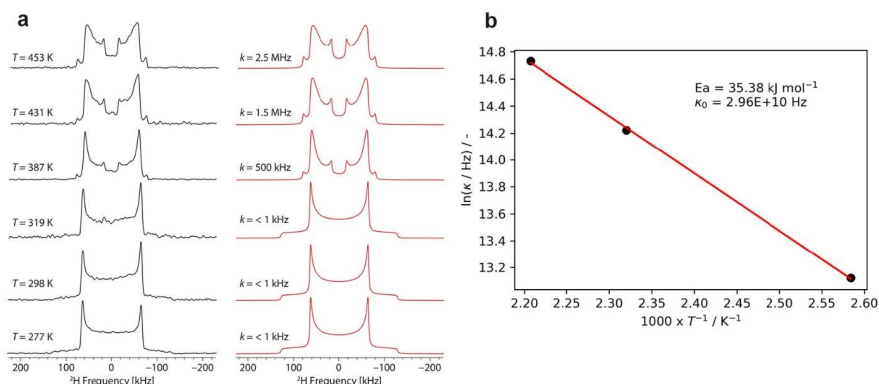 a
T = 453 K
T = 431 K
T = 387 K
T = 319 K
T = 298 K
T = 277 K
200 100 0 −100 −200
²H Frequency [kHz]
k = 2.5 MHz
k = 1.5 MHz
k = 500 kHz
k = < 1 kHz
k = < 1 kHz
k = < 1 kHz
200 100 0 −100 −200
²H Frequency [kHz]
b
14.8
14.6
14.4
14.2
14.0
13.8
13.6
13.4
13.2
ln(κ / Hz) / -
Ea = 35.38 kJ mol⁻¹
κ₀ = 2.96E+10 Hz
2.20 2.25 2.30 2.35 2.40 2.45 2.50 2.55 2.60
1000 x T⁻¹ / K⁻¹